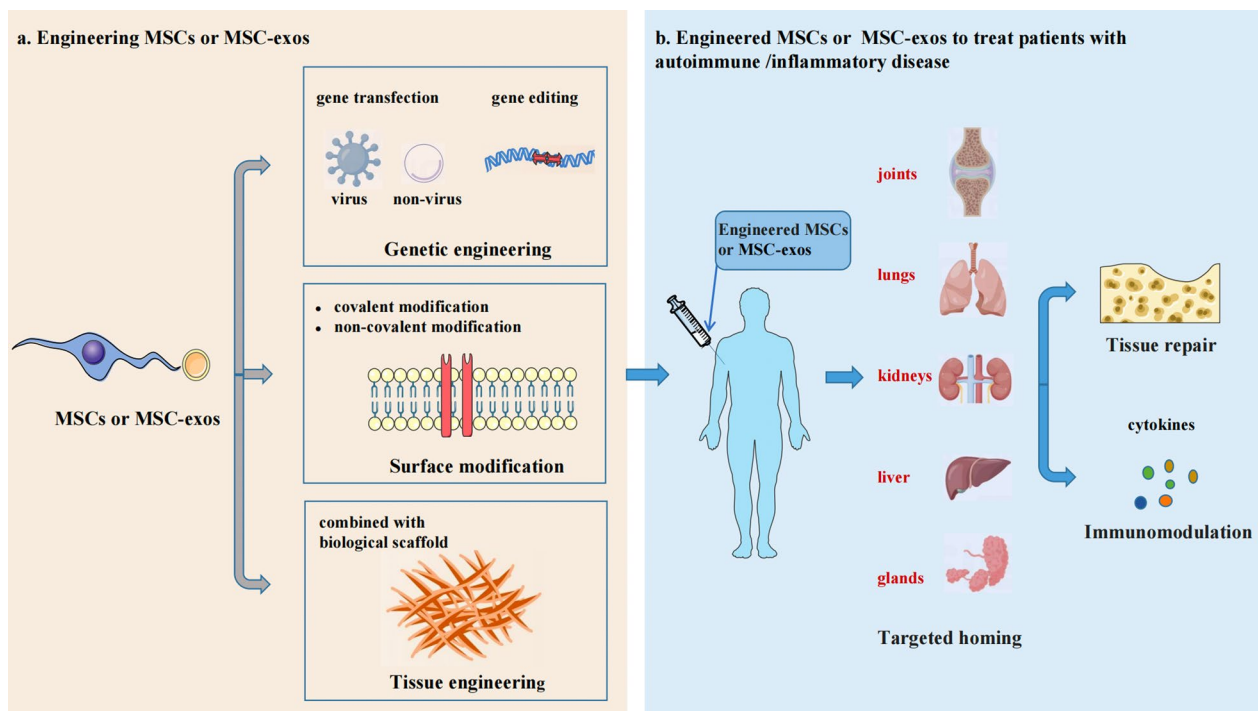 a. Engineering MSCs or MSC-exos
gene transfection
gene editing
virus
non-virus
Genetic engineering
• covalent modification
• non-covalent modification
Surface modification
MSCs or MSC-exos
combined with
biological scaffold
Tissue engineering
b. Engineered MSCs or MSC-exos to treat patients with
autoimmune /inflammatory disease
Engineered MSCs
or MSC-exos
joints
lungs
kidneys
liver
glands
Targeted homing
Tissue repair
cytokines
Immunomodulation